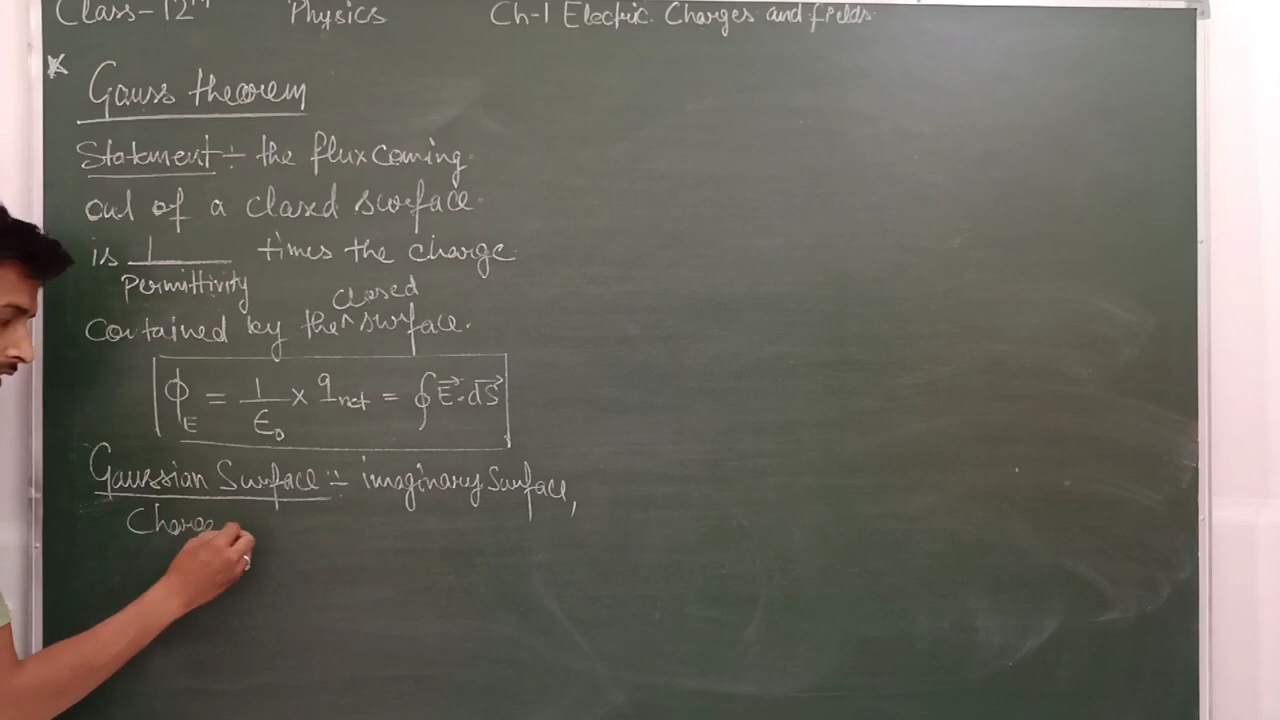 Class-12th Physics Ch-1 Electric Charges and fields
* Gauss theorem
Statement:- the flux coming
out of a closed surface
is 1/Permittivity times the charge
contained by the ^closed surface.
ϕ_E = 1/ϵ₀ × q_net = ∮E⃗·dS⃗
Gaussian Surface:- imaginary Surface,
Charge